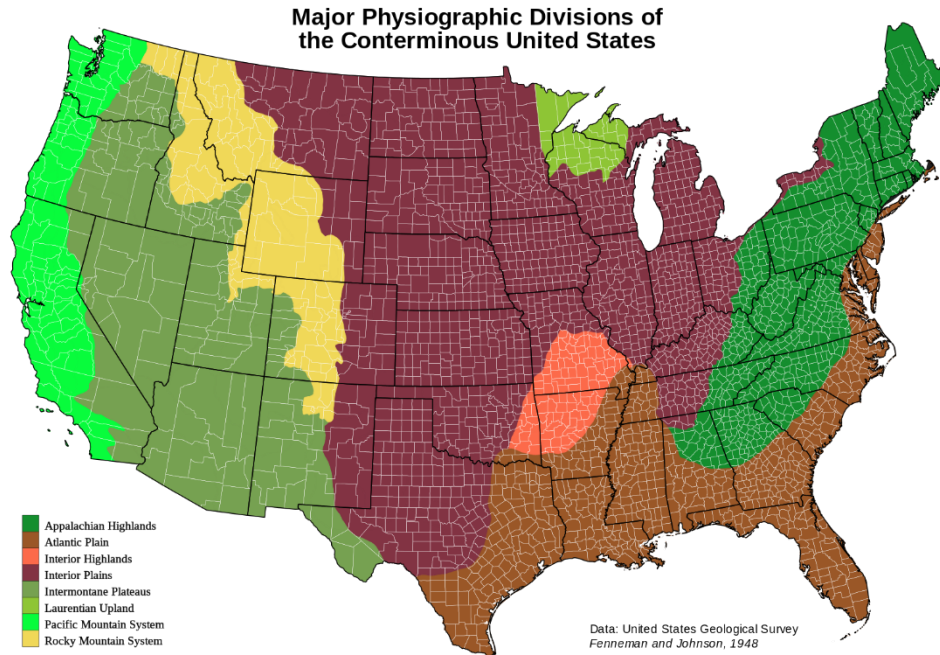 Major Physiographic Divisions of
the Conterminous United States
Appalachian Highlands
Atlantic Plain
Interior Highlands
Interior Plains
Intermontane Plateaus
Laurentian Upland
Pacific Mountain System
Rocky Mountain System
Data: United States Geological Survey
Fenneman and Johnson, 1948